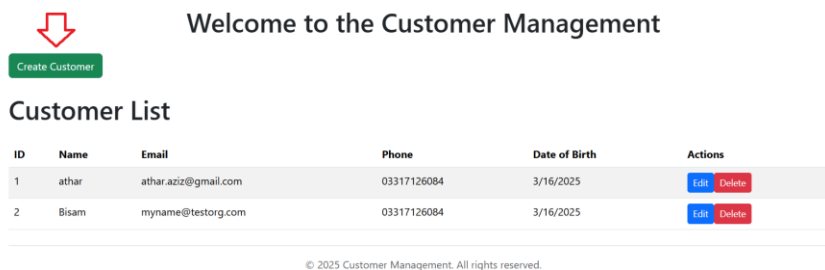 Welcome to the Customer Management
Create Customer
Customer List
ID Name Email Phone Date of Birth Actions
1 athar athar.aziz@gmail.com 03317126084 3/16/2025 Edit Delete
2 Bisam myname@testorg.com 03317126084 3/16/2025 Edit Delete
© 2025 Customer Management. All rights reserved.